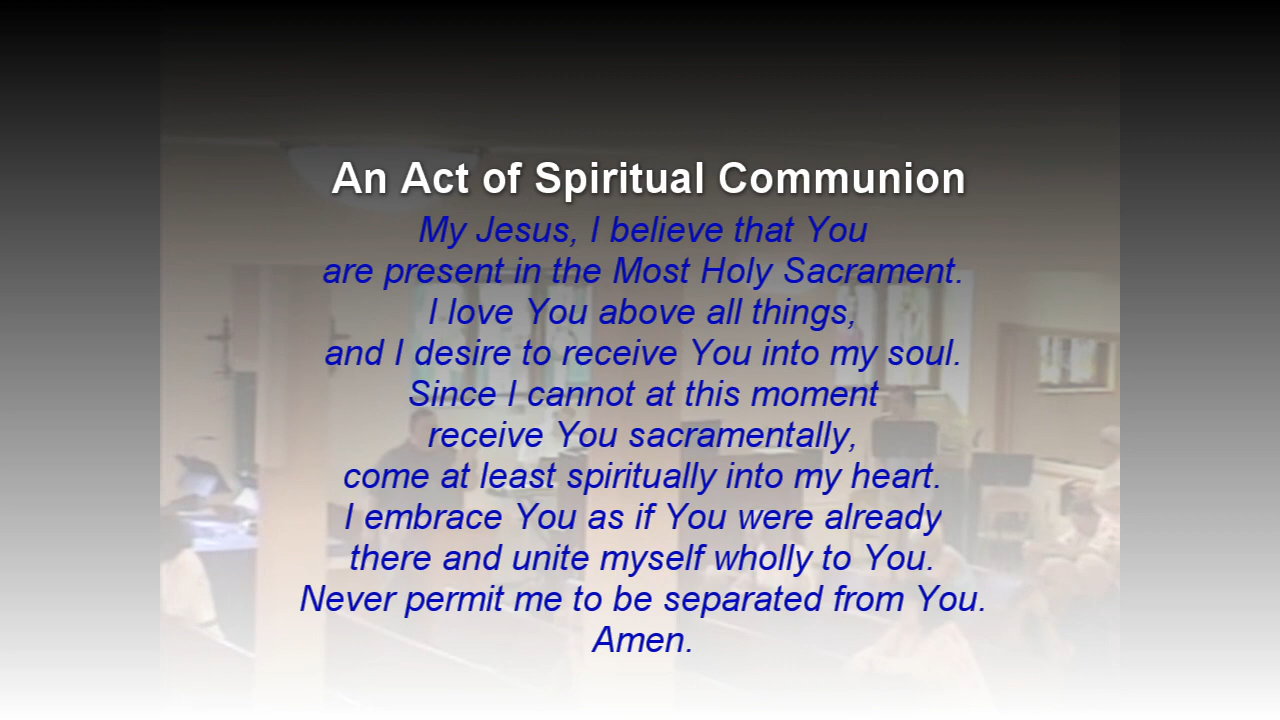 An Act of Spiritual Communion
My Jesus, I believe that You
are present in the Most Holy Sacrament.
I love You above all things,
and I desire to receive You into my soul.
Since I cannot at this moment
receive You sacramentally,
come at least spiritually into my heart.
I embrace You as if You were already
there and unite myself wholly to You.
Never permit me to be separated from You.
Amen.